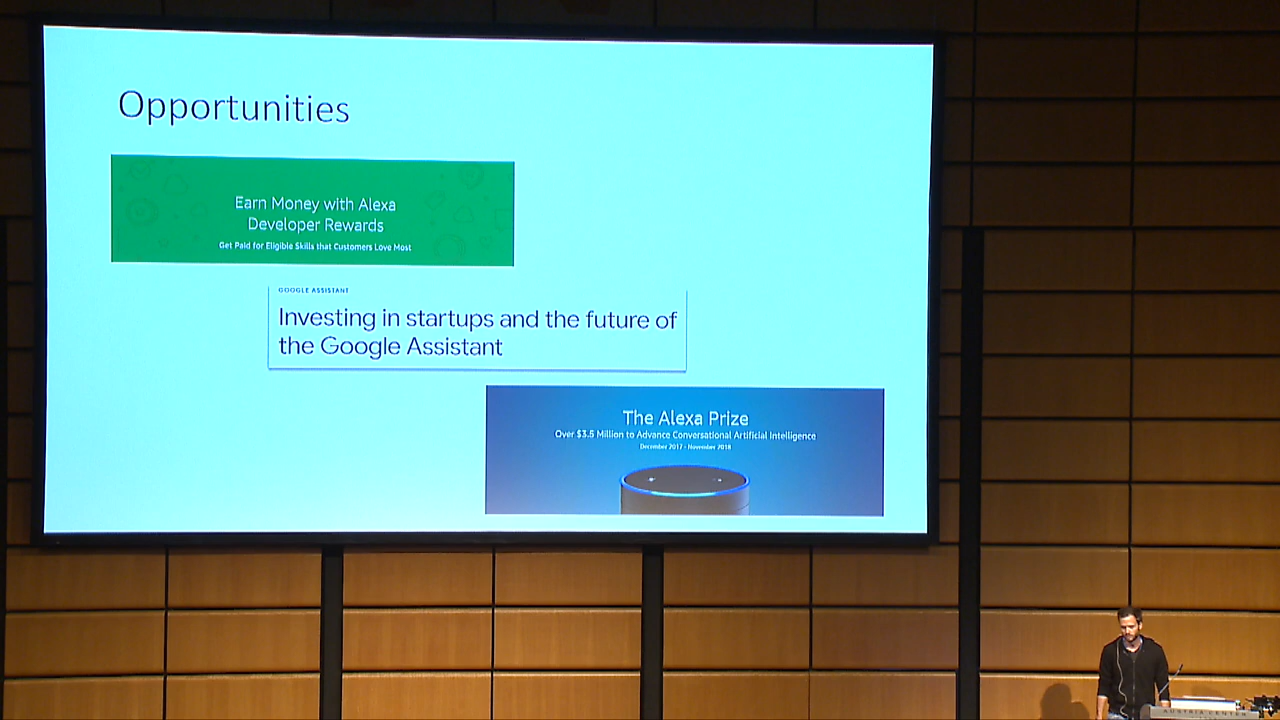 Opportunities
Earn Money with Alexa
Developer Rewards
Get Paid for Eligible Skills that Customers Love Most
GOOGLE ASSISTANT
Investing in startups and the future of
the Google Assistant
The Alexa Prize
Over $3.5 Million to Advance Conversational Artificial Intelligence
December 2017 - November 2018
AUSTRIA CENTER